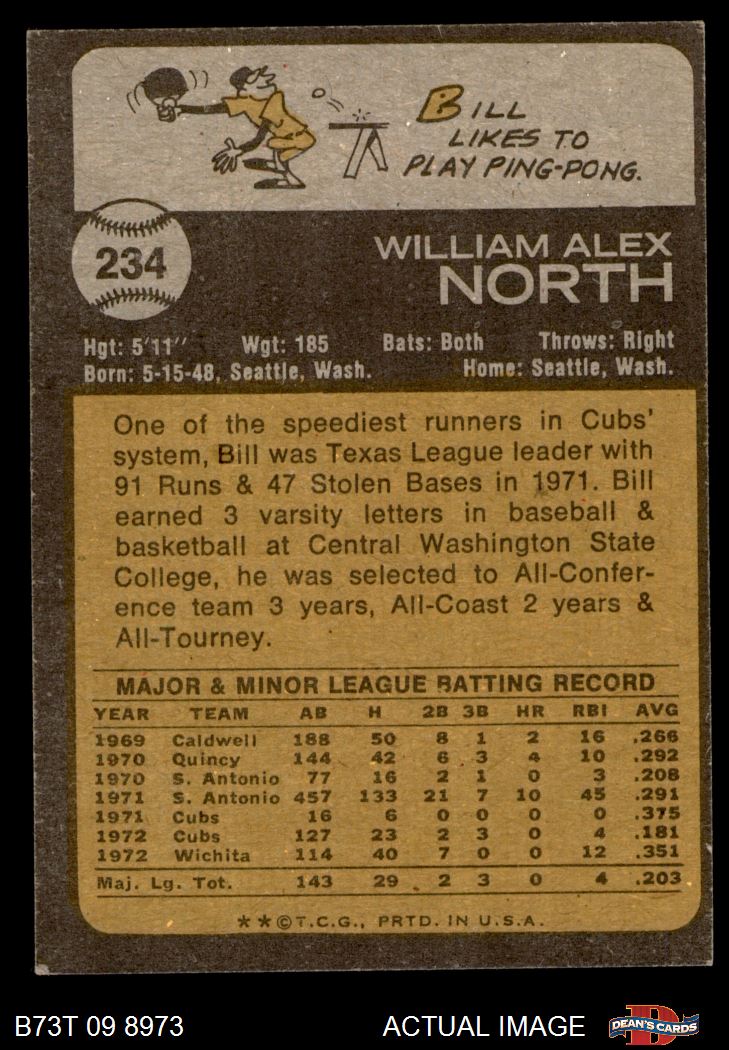 BILL
LIKES TO
PLAY PING-PONG.
234
WILLIAM ALEX
NORTH
Hgt: 5'11" Wgt: 185 Bats: Both Throws: Right
Born: 5-15-48, Seattle, Wash. Home: Seattle, Wash.
One of the speediest runners in Cubs'
system, Bill was Texas League leader with
91 Runs & 47 Stolen Bases in 1971. Bill
earned 3 varsity letters in baseball &
basketball at Central Washington State
College, he was selected to All-Confer-
ence team 3 years, All-Coast 2 years &
All-Tourney.
MAJOR & MINOR LEAGUE BATTING RECORD
YEAR TEAM AB H 2B 3B HR RBI AVG
1969 Caldwell 188 50 8 1 2 16 .266
1970 Quincy 144 42 6 3 4 10 .292
1970 S. Antonio 77 16 2 1 0 3 .208
1971 S. Antonio 457 133 21 7 10 45 .291
1971 Cubs 16 6 0 0 0 0 .375
1972 Cubs 127 23 2 3 0 4 .181
1972 Wichita 114 40 7 0 0 12 .351
Maj. Lg. Tot. 143 29 2 3 0 4 .203
**©T.C.G., PRTD. IN U.S.A.
B73T 09 8973 ACTUAL IMAGE D DEAN'S CARDS